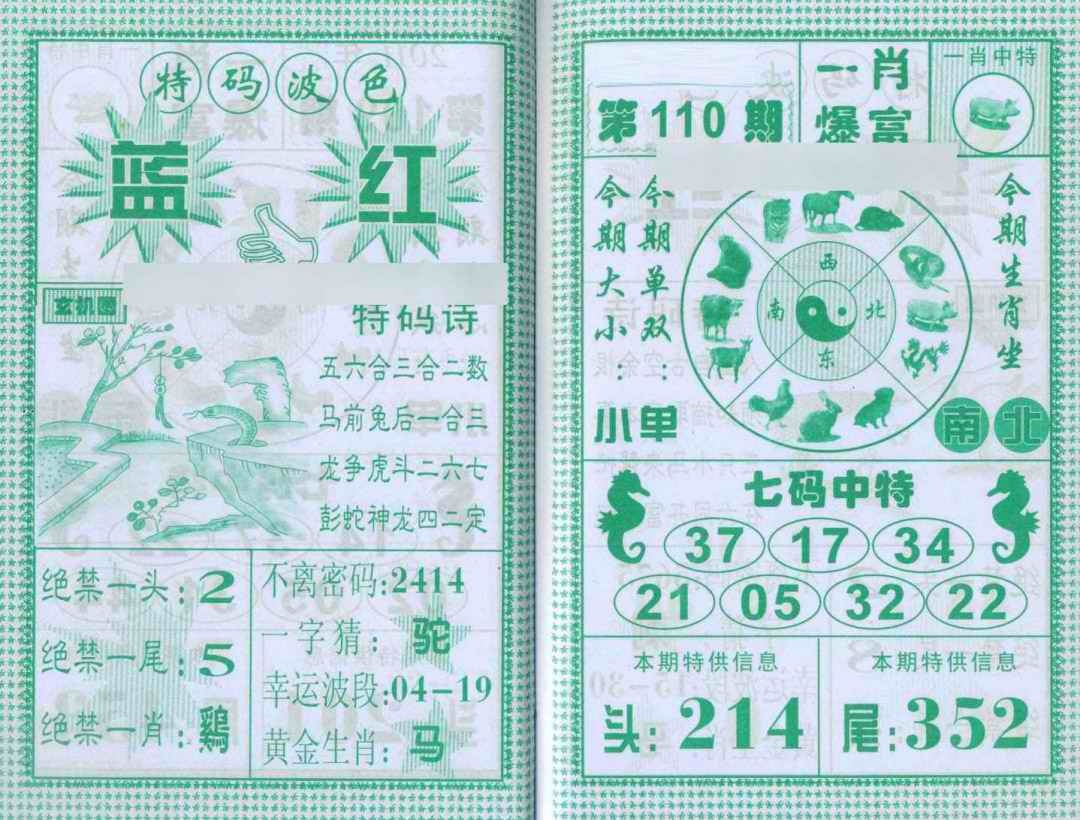 特码波色
蓝 红
玄机图
特码诗
五六合三合二数
马前兔后一合三
龙争虎斗二六七
彭蛇神龙四二定
绝禁一头:2
绝禁一尾:5
绝禁一肖:鷄
不离密码:2414
一字猜:驼
幸运波段:04-19
黄金生肖:马
第110期
一肖
爆富
一肖中特
今期大小:小
今期单双:单
西
南 北
东
今期生肖坐
南北
七码中特
37 17 34
21 05 32 22
本期特供信息
头:214
本期特供信息
尾:352